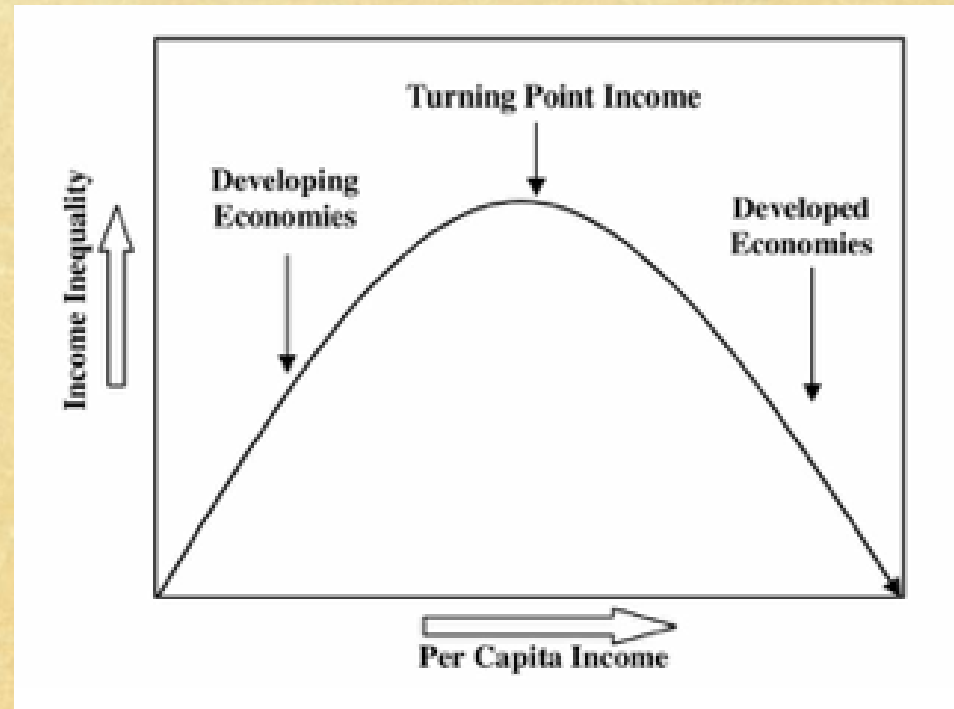 Turning Point Income
Developing
Economies
Developed
Economies
Income Inequality
Per Capita Income